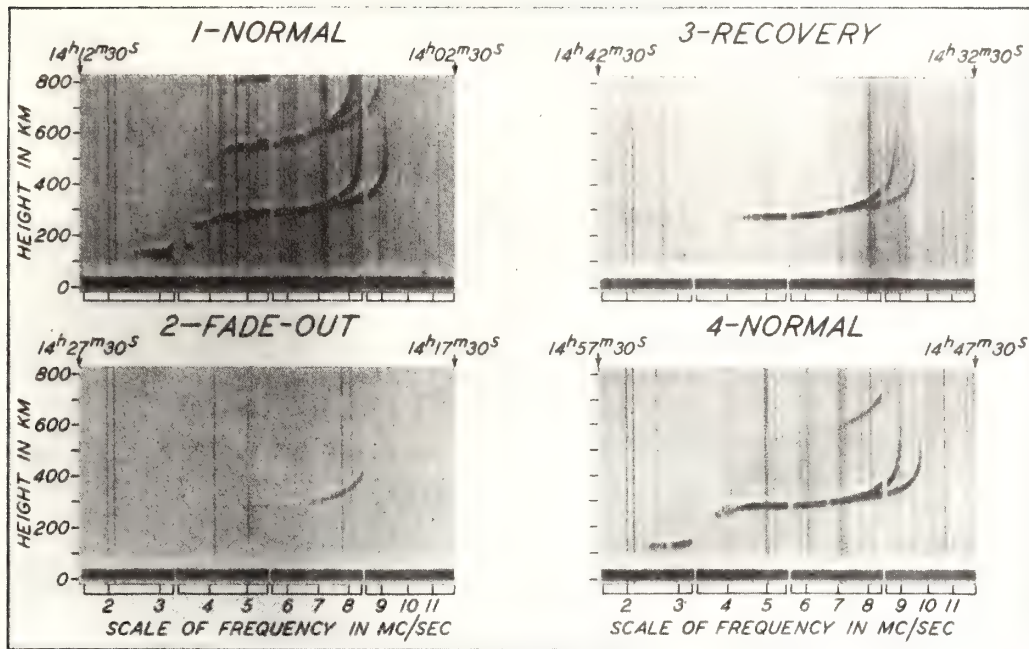 1-NORMAL
14ʰ12ᵐ30ˢ 14ʰ02ᵐ30ˢ
HEIGHT IN KM
800
600
400
200
0
3-RECOVERY
14ʰ42ᵐ30ˢ 14ʰ32ᵐ30ˢ
2-FADE-OUT
14ʰ27ᵐ30ˢ 14ʰ17ᵐ30ˢ
HEIGHT IN KM
800
600
400
200
0
2 3 4 5 6 7 8 9 10 11
SCALE OF FREQUENCY IN MC/SEC
4-NORMAL
14ʰ57ᵐ30ˢ 14ʰ47ᵐ30ˢ
2 3 4 5 6 7 8 9 10 11
SCALE OF FREQUENCY IN MC/SEC